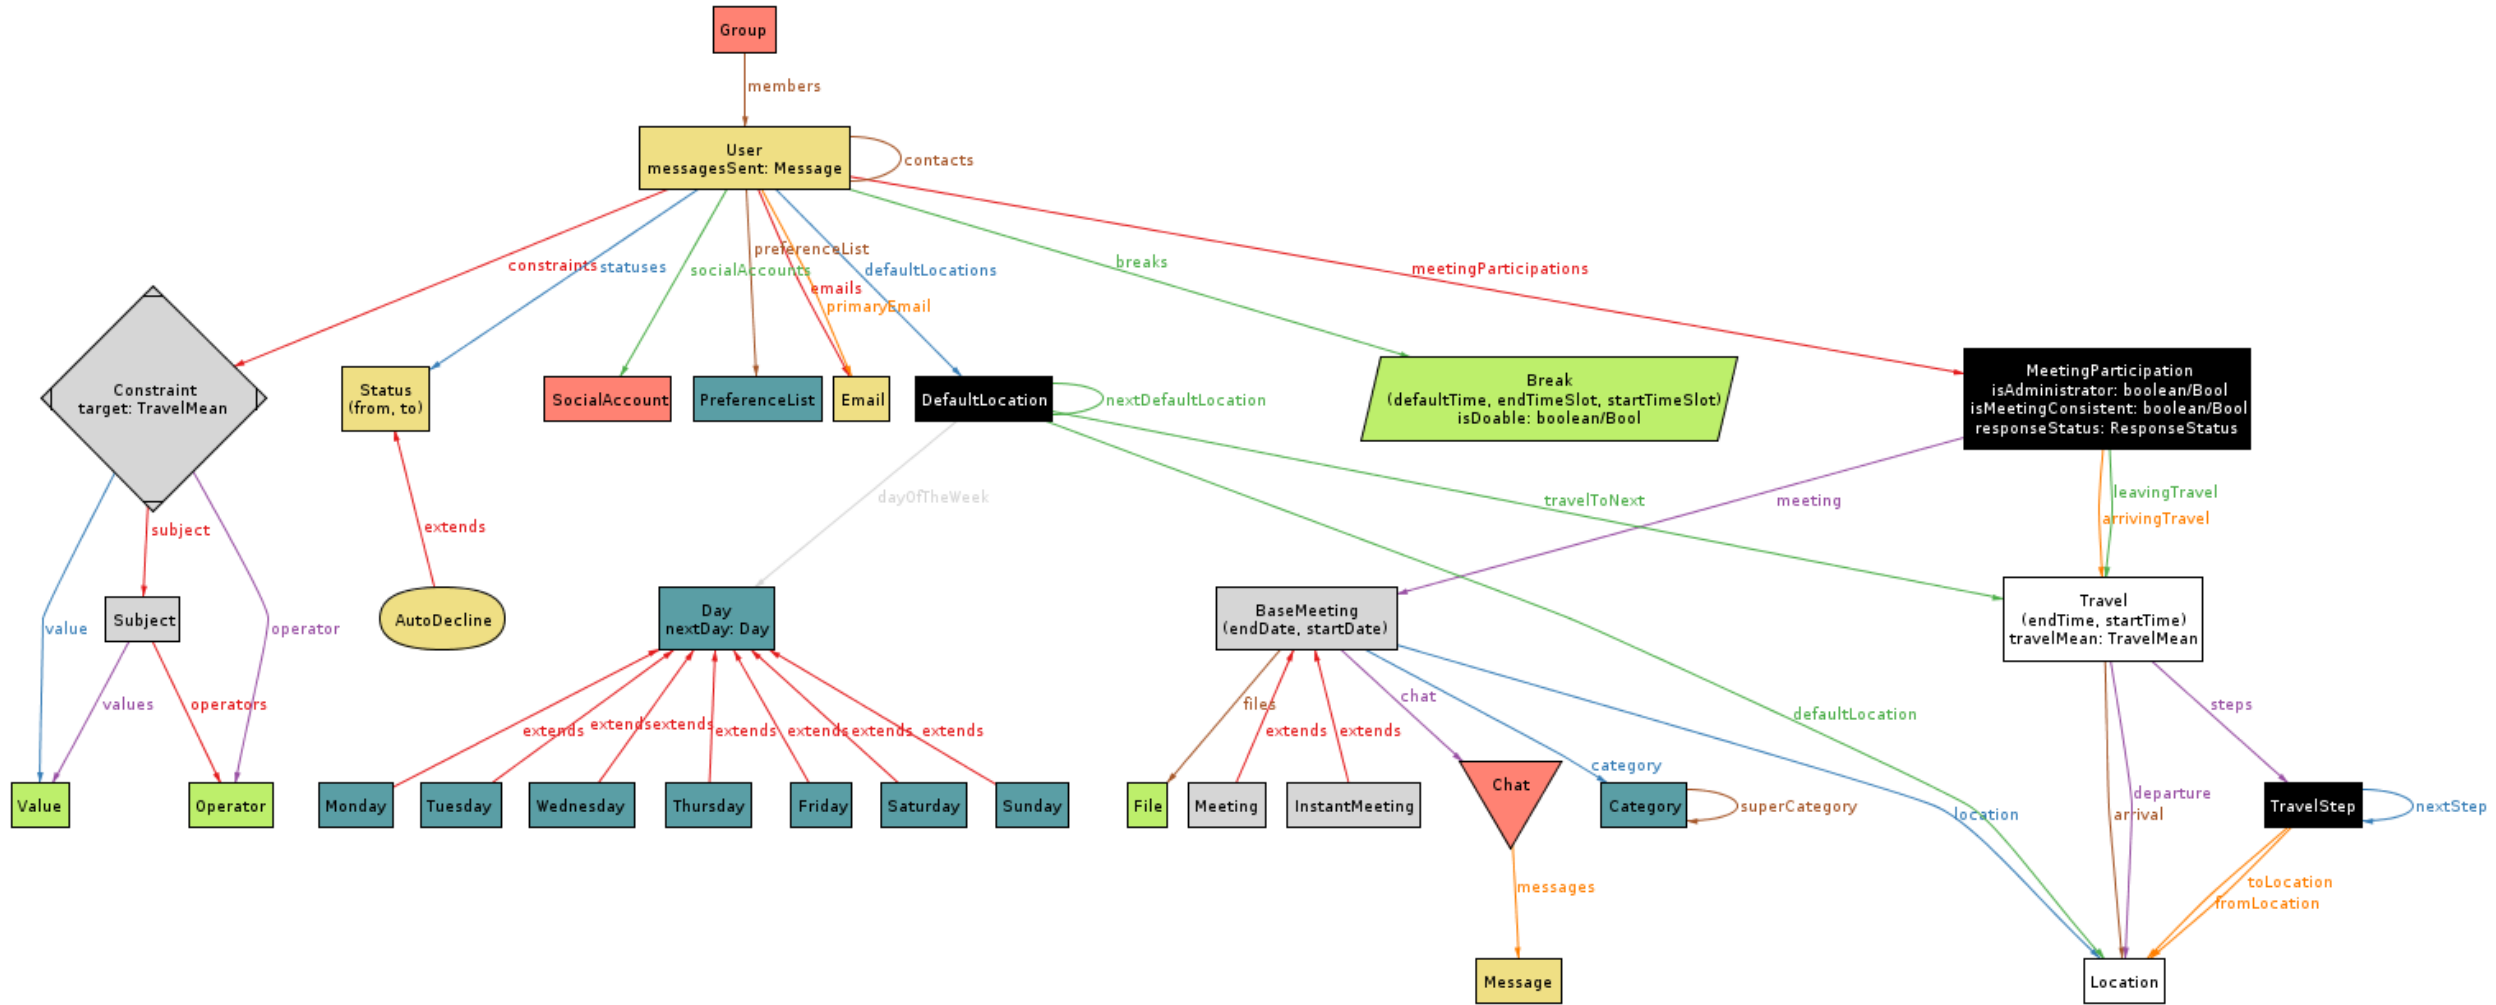 Group
members
User
messagesSent: Message
contacts
preferenceList
constraints
statuses
socialAccounts
defaultLocations
breaks
meetingParticipations
emails
primaryEmail
Constraint
target: TravelMean
Status
(from, to)
SocialAccount
PreferenceList
Email
DefaultLocation
nextDefaultLocation
Break
(defaultTime, endTimeSlot, startTimeSlot)
isDoable: boolean/Bool
MeetingParticipation
isAdministrator: boolean/Bool
isMeetingConsistent: boolean/Bool
responseStatus: ResponseStatus
subject
extends
dayOfTheWeek
travelToNext
meeting
leavingTravel
arrivingTravel
value
Subject
operator
AutoDecline
Day
nextDay: Day
BaseMeeting
(endDate, startDate)
Travel
(endTime, startTime)
travelMean: TravelMean
values
operators
extends
extends
extends
extends
extends
extends
extends
files
extends
extends
chat
category
defaultLocation
steps
Value
Operator
Monday
Tuesday
Wednesday
Thursday
Friday
Saturday
Sunday
File
Meeting
InstantMeeting
Chat
Category
superCategory
location
departure
arrival
TravelStep
nextStep
messages
toLocation
fromLocation
Message
Location